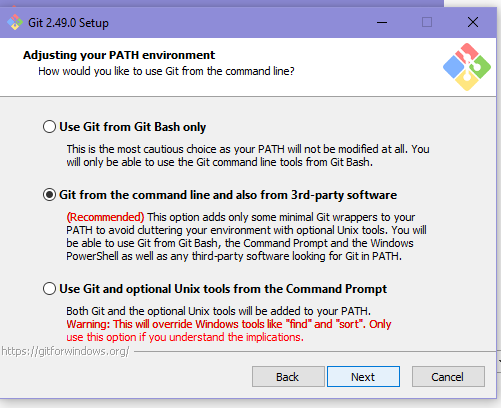 Git 2.49.0 Setup
Adjusting your PATH environment
How would you like to use Git from the command line?
Use Git from Git Bash only
This is the most cautious choice as your PATH will not be modified at all. You
will only be able to use the Git command line tools from Git Bash.
Git from the command line and also from 3rd-party software
(Recommended) This option adds only some minimal Git wrappers to your
PATH to avoid cluttering your environment with optional Unix tools. You will
be able to use Git from Git Bash, the Command Prompt and the Windows
PowerShell as well as any third-party software looking for Git in PATH.
Use Git and optional Unix tools from the Command Prompt
Both Git and the optional Unix tools will be added to your PATH.
Warning: This will override Windows tools like "find" and "sort". Only
use this option if you understand the implications.
https://gitforwindows.org/
Back
Next
Cancel